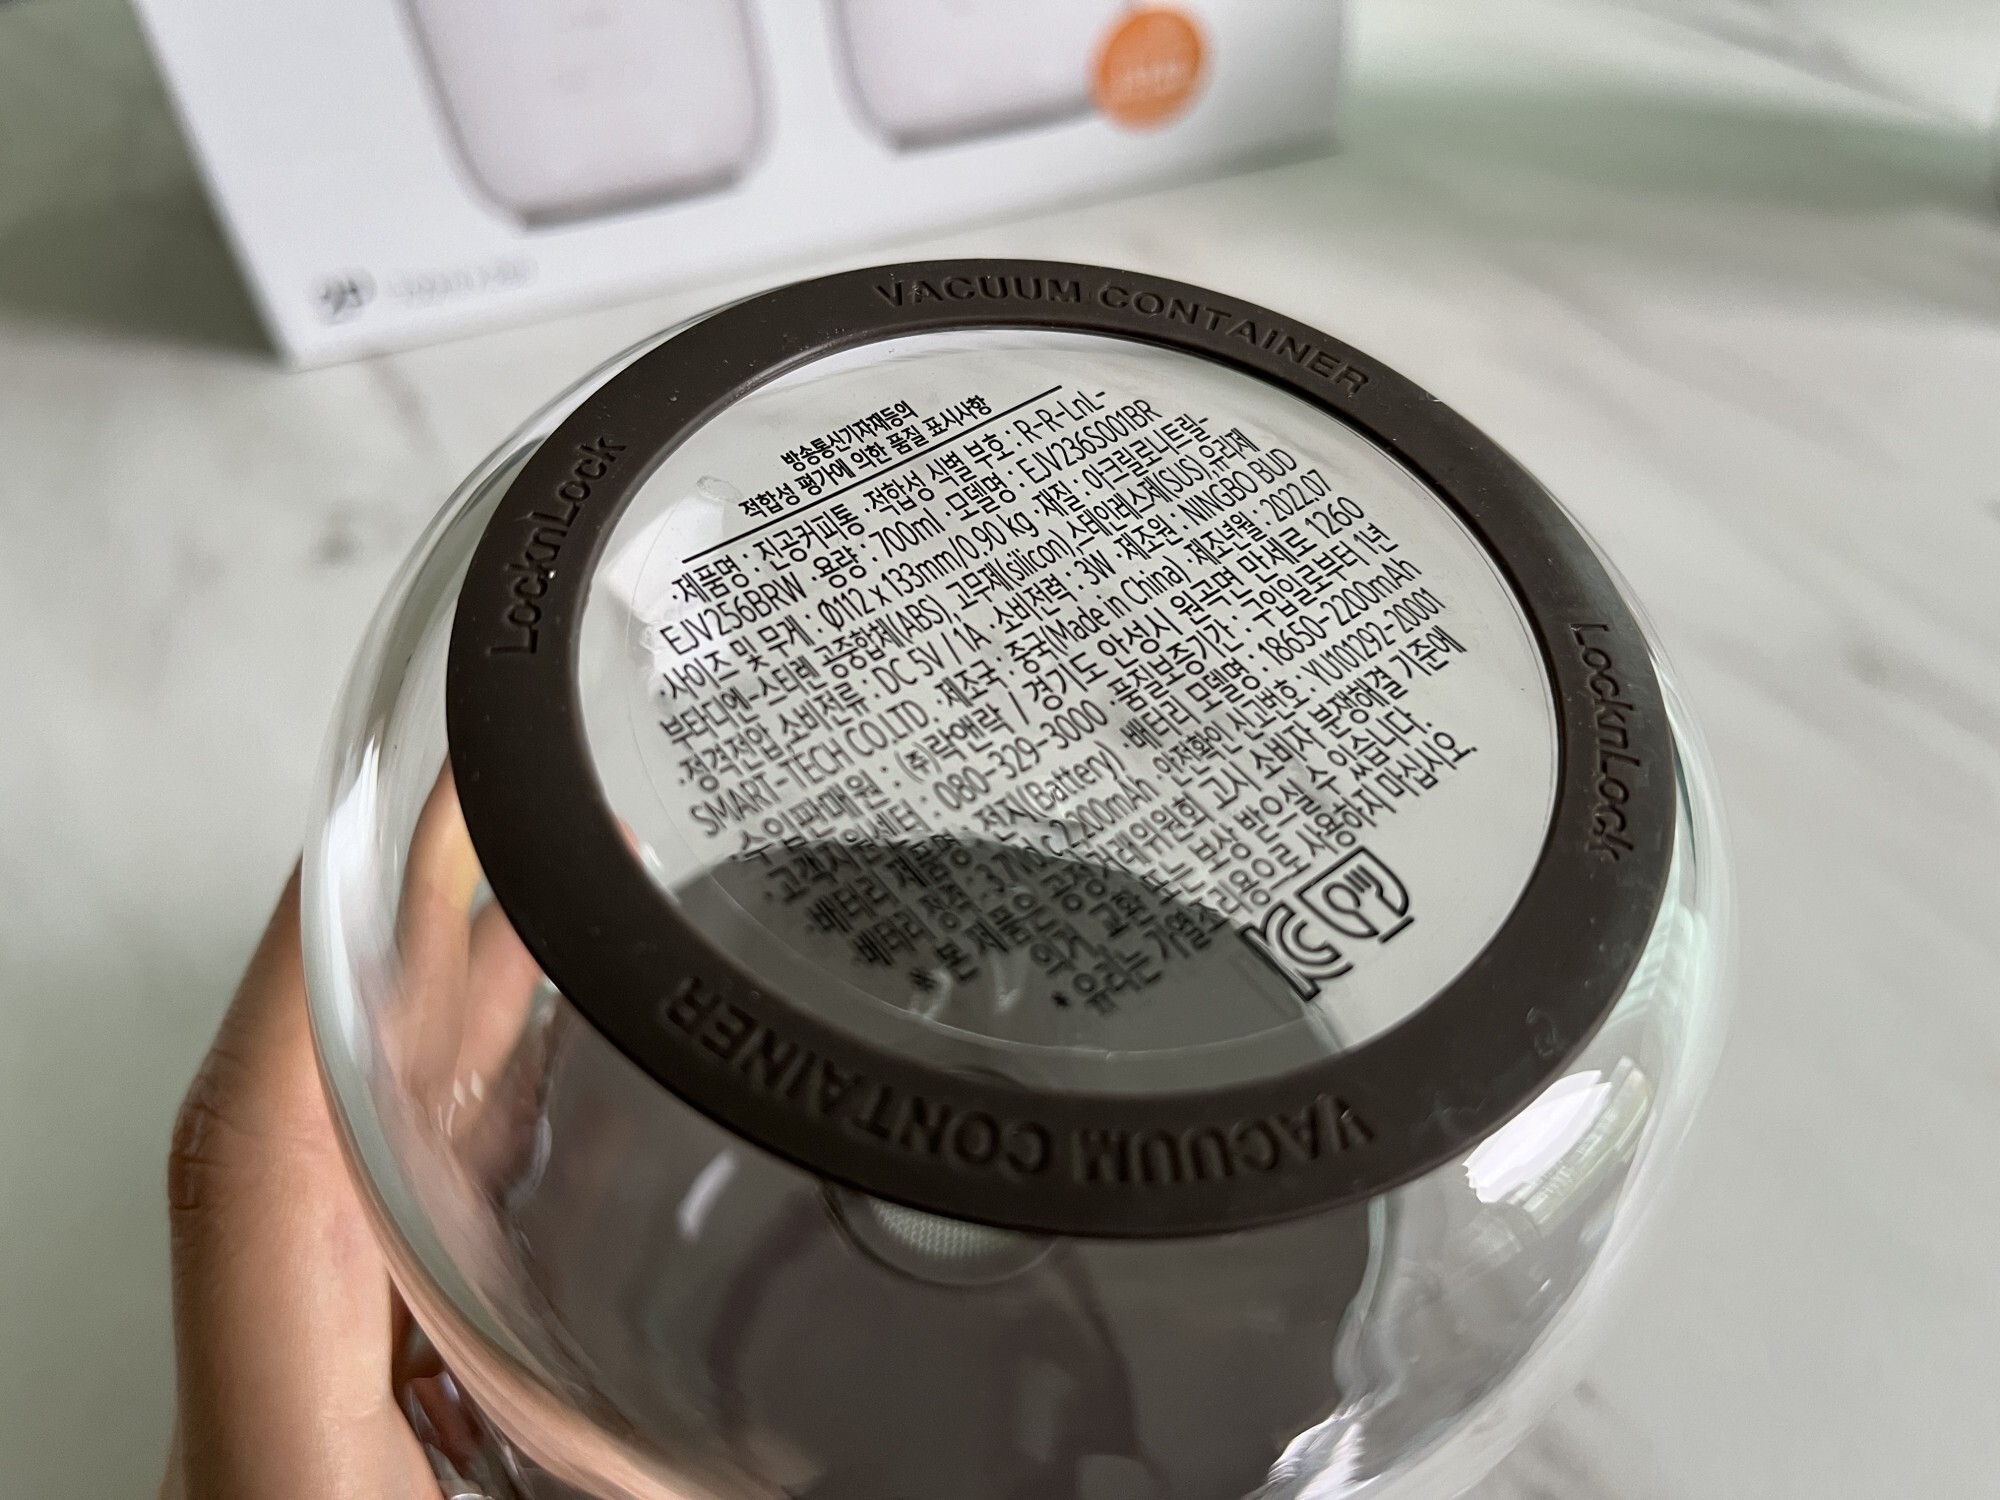 VACUUM CONTAINER
LocknLock
방송통신기자재등의
적합성 평가에 의한 품질 표시사항
·제품명 : 진공커피통 ·적합성 식별 부호 : R-R-LnL-
EJV256BRW ·용량 : 700ml ·모델명 : EJV236S001BR
·사이즈 및 무게 : Ø112 x 133mm/0.90 kg ·재질 : 아크릴로니트릴-
부타디엔-스티렌 공중합체(ABS), 고무제(silicon),스테인레스제(SUS),유리제
·정격전압,소비전류 : DC 5V / 1A ·소비전력 : 3W ·제조원 : NINGBO BUD
SMART-TECH CO.LTD. ·제조국 : 중국(Made in China) ·제조년월 : 2022.07
·수입판매원 : (주)락앤락 / 경기도 안성시 원곡면 만세로 1260
·고객지원센터 : 080-329-3000 ·품질보증기간 : 구입일로부터 1년
·배터리 제품명 : 전지(Battery) ·배터리 모델명 : 18650-2200mAh
·배터리 정격 : 3.7Vd.c 2200mAh ·안전확인 신고번호 : YU101292-20001
* 본 제품은 공정거래위원회 고시 소비자 분쟁해결 기준에
의거 교환 또는 보상 받으실 수 있습니다.
* 유리는 가열조리용으로 사용하지 마십시오.
LocknLock
VACUUM CONTAINER